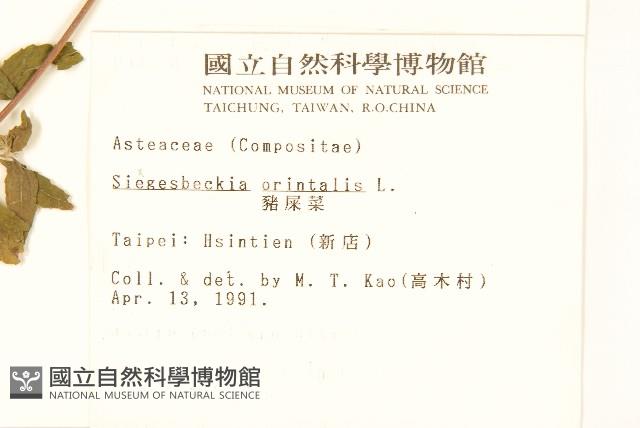 國立自然科學博物館
NATIONAL MUSEUM OF NATURAL SCIENCE
TAICHUNG, TAIWAN, R.O.CHINA
Asteaceae (Compositae)
Siegesbeckia orintalis L.
豬屎菜
Taipei: Hsintien (新店)
Coll. & det. by M. T. Kao(高木村)
Apr. 13, 1991.
國立自然科學博物館
NATIONAL MUSEUM OF NATURAL SCIENCE